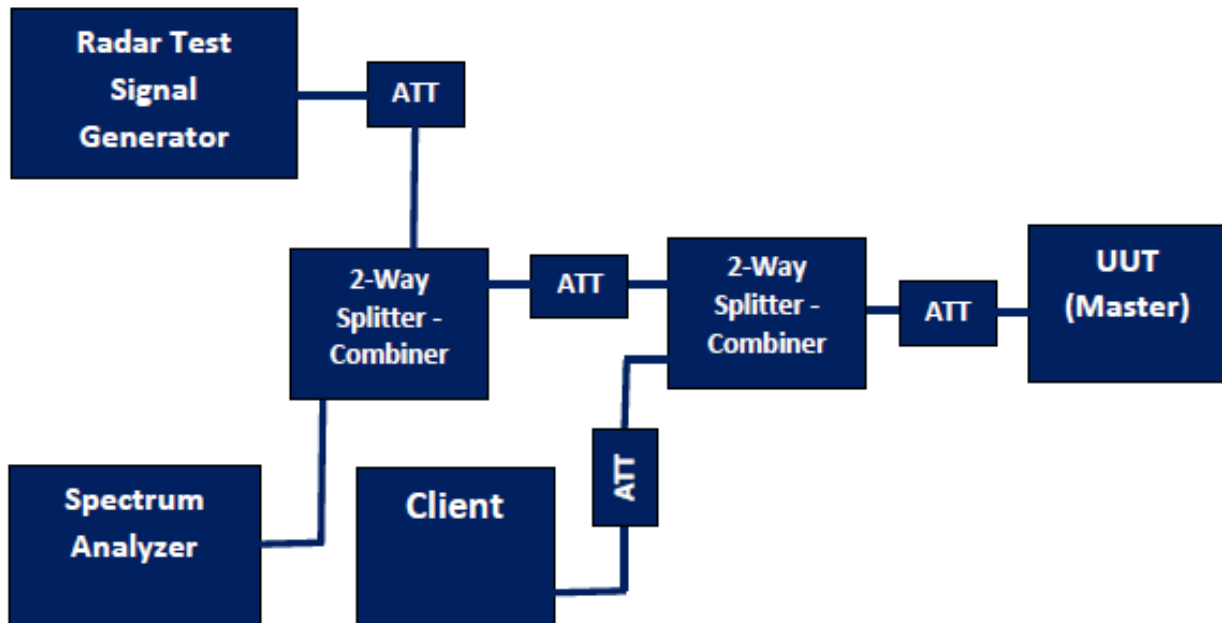 Radar Test
Signal
Generator
ATT
2-Way
Splitter -
Combiner
ATT
2-Way
Splitter -
Combiner
ATT
UUT
(Master)
Spectrum
Analyzer
Client
ATT